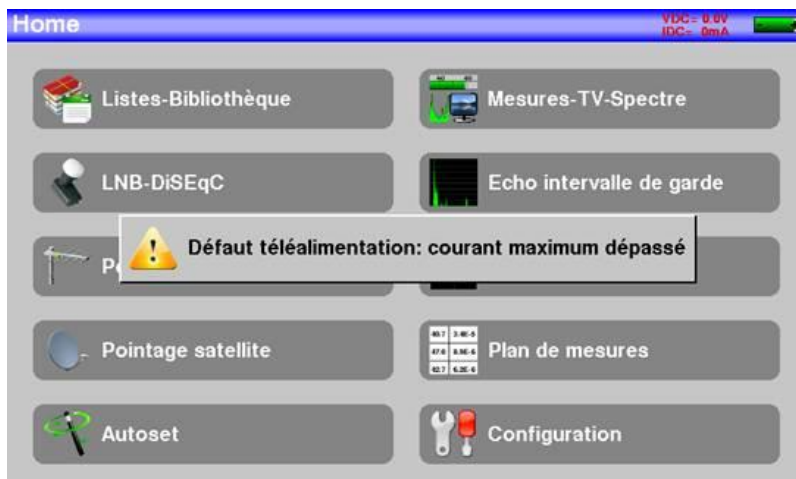 Home
VDC= 0.0V
IDC= 0mA
Listes-Bibliothèque
Mesures-TV-Spectre
LNB-DiSEqC
Echo intervalle de garde
Défaut téléalimentation: courant maximum dépassé
Pointage satellite
Plan de mesures
Autoset
Configuration